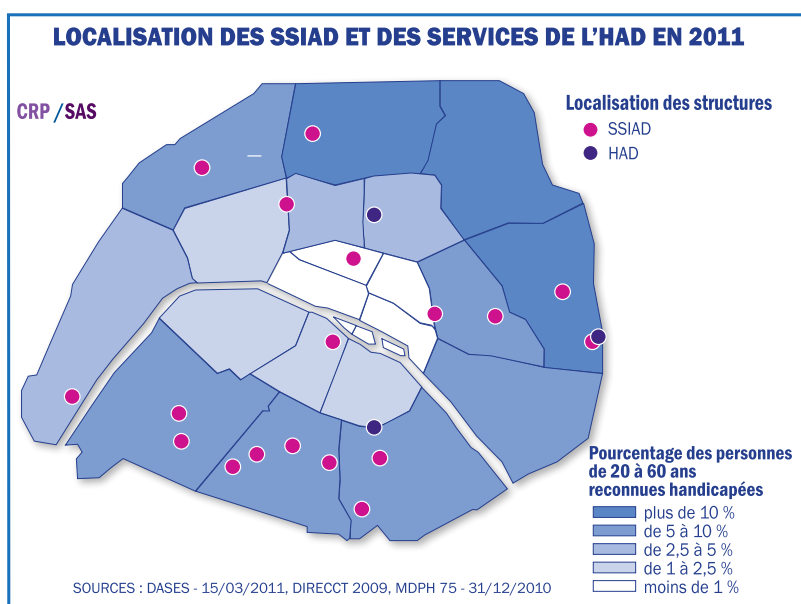 LOCALISATION DES SSIAD ET DES SERVICES DE L'HAD EN 2011
CRP / SAS
Localisation des structures
SSIAD
HAD
Pourcentage des personnes
de 20 à 60 ans
reconnues handicapées
plus de 10 %
de 5 à 10 %
de 2,5 à 5 %
de 1 à 2,5 %
moins de 1 %
SOURCES : DASES - 15/03/2011, DIRECCT 2009, MDPH 75 - 31/12/2010